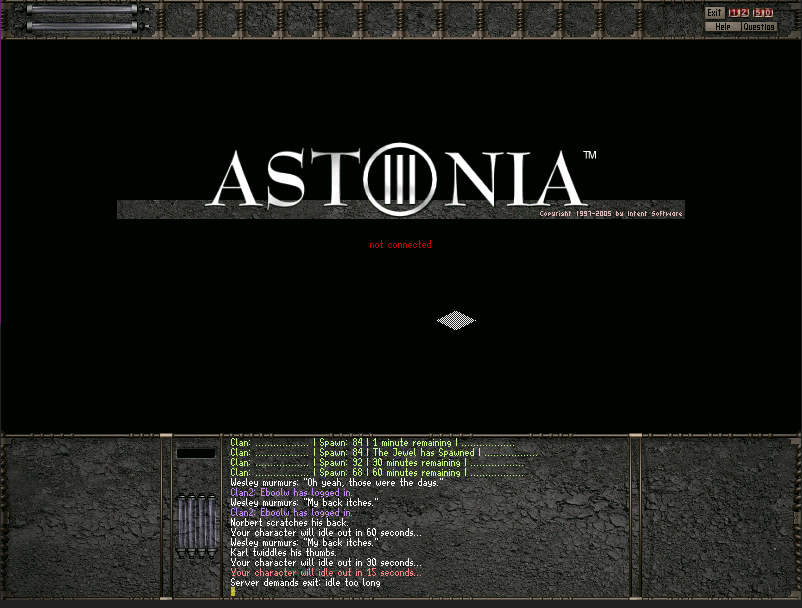 Exit
Help Question
ASTONIA™
Copyright 1997-2005 by Intent Software
not connected
Clan: ................. | Spawn: 84 | 1 minute remaining | .................
Clan: ................. | Spawn: 84 | The Jewel has Spawned | .................
Clan: ................. | Spawn: 92 | 30 minutes remaining | .................
Clan: ................. | Spawn: 68 | 60 minutes remaining | .................
Wesley murmurs: "Oh yeah, those were the days."
Clan2: Eboolw has logged in.
Wesley murmurs: "My back itches."
Clan2: Eboolw has logged in.
Norbert scratches his back.
Your character will idle out in 60 seconds...
Wesley murmurs: "My back itches."
Karl twiddles his thumbs.
Your character will idle out in 30 seconds...
Your character will idle out in 15 seconds...
Server demands exit: idle too long